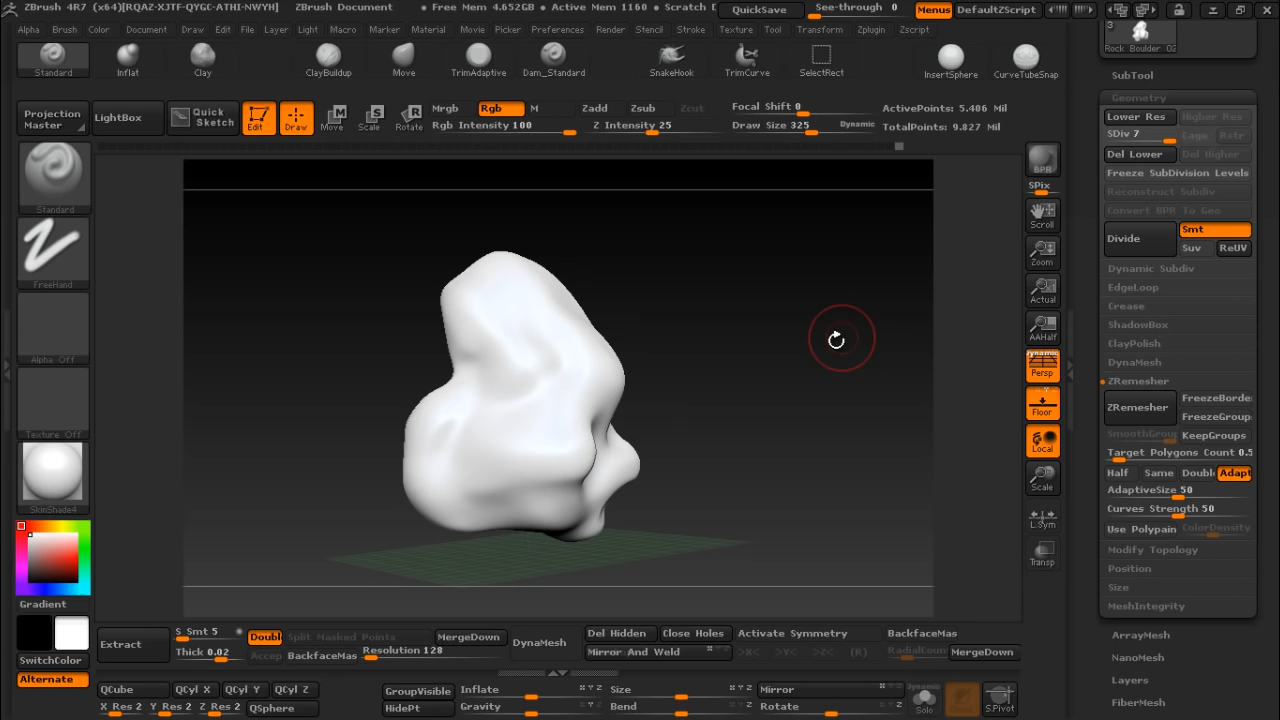 ZBrush 4R7 (x64)[RQAZ-XJTF-QYGC-ATHI-NWYH]   ZBrush Document   • Free Mem 4.652GB • Active Mem 1160 • Scratch D   QuickSave   See-through 0   Menus   DefaultZScript
Alpha Brush Color Document Draw Edit File Layer Light Macro Marker Material Movie Picker Preferences Render Stencil Stroke Texture Tool Transform Zplugin Zscript
3
Rock_Boulder_02
Standard Inflat Clay ClayBuildup Move TrimAdaptive Dam_Standard SnakeHook TrimCurve SelectRect InsertSphere CurveTubeSnap
SubTool
Projection Master
LightBox
Quick Sketch
Edit Draw Move Scale Rotate
Mrgb Rgb M Zadd Zsub Zcut
Rgb Intensity 100 Z Intensity 25
Focal Shift 0
Draw Size 325 Dynamic
ActivePoints: 5.406 Mil
TotalPoints: 9.827 Mil
Geometry
Lower Res Higher Res
SDiv 7 Cage Rstr
Del Lower Del Higher
Freeze SubDivision Levels
Reconstruct Subdiv
Convert BPR To Geo
Divide Smt
Suv ReUV
Dynamic Subdiv
EdgeLoop
Crease
ShadowBox
ClayPolish
DynaMesh
ZRemesher
ZRemesher FreezeBorde
FreezeGroup
SmoothGrou KeepGroups
Target Polygons Count 0.5
Half Same Doubl Adapt
AdaptiveSize 50
Curves Strength 50
Use Polypain ColorDensity
Modify Topology
Position
Size
MeshIntegrity
ArrayMesh
NanoMesh
Layers
FiberMesh
Standard
FreeHand
Alpha Off
Texture Off
SkinShade4
Gradient
SwitchColor
Alternate
BPR
SPix
Scroll
Zoom
Actual
AAHalf
Dynamic
Persp
Floor
Local
Scale
L.Sym
Transp
Extract
S Smt 5 Doubl Split Masked Points MergeDown
Thick 0.02 Accep BackfaceMas Resolution 128
DynaMesh
Del Hidden Close Holes Activate Symmetry BackfaceMas
Mirror And Weld >X< >Y< >Z< (R) RadialCoun MergeDown
QCube QCyl X QCyl Y QCyl Z GroupVisible Inflate Size Mirror
X Res 2 Y Res 2 Z Res 2 QSphere HidePt Gravity Bend Rotate
Dynamic
Solo
S.Pivot